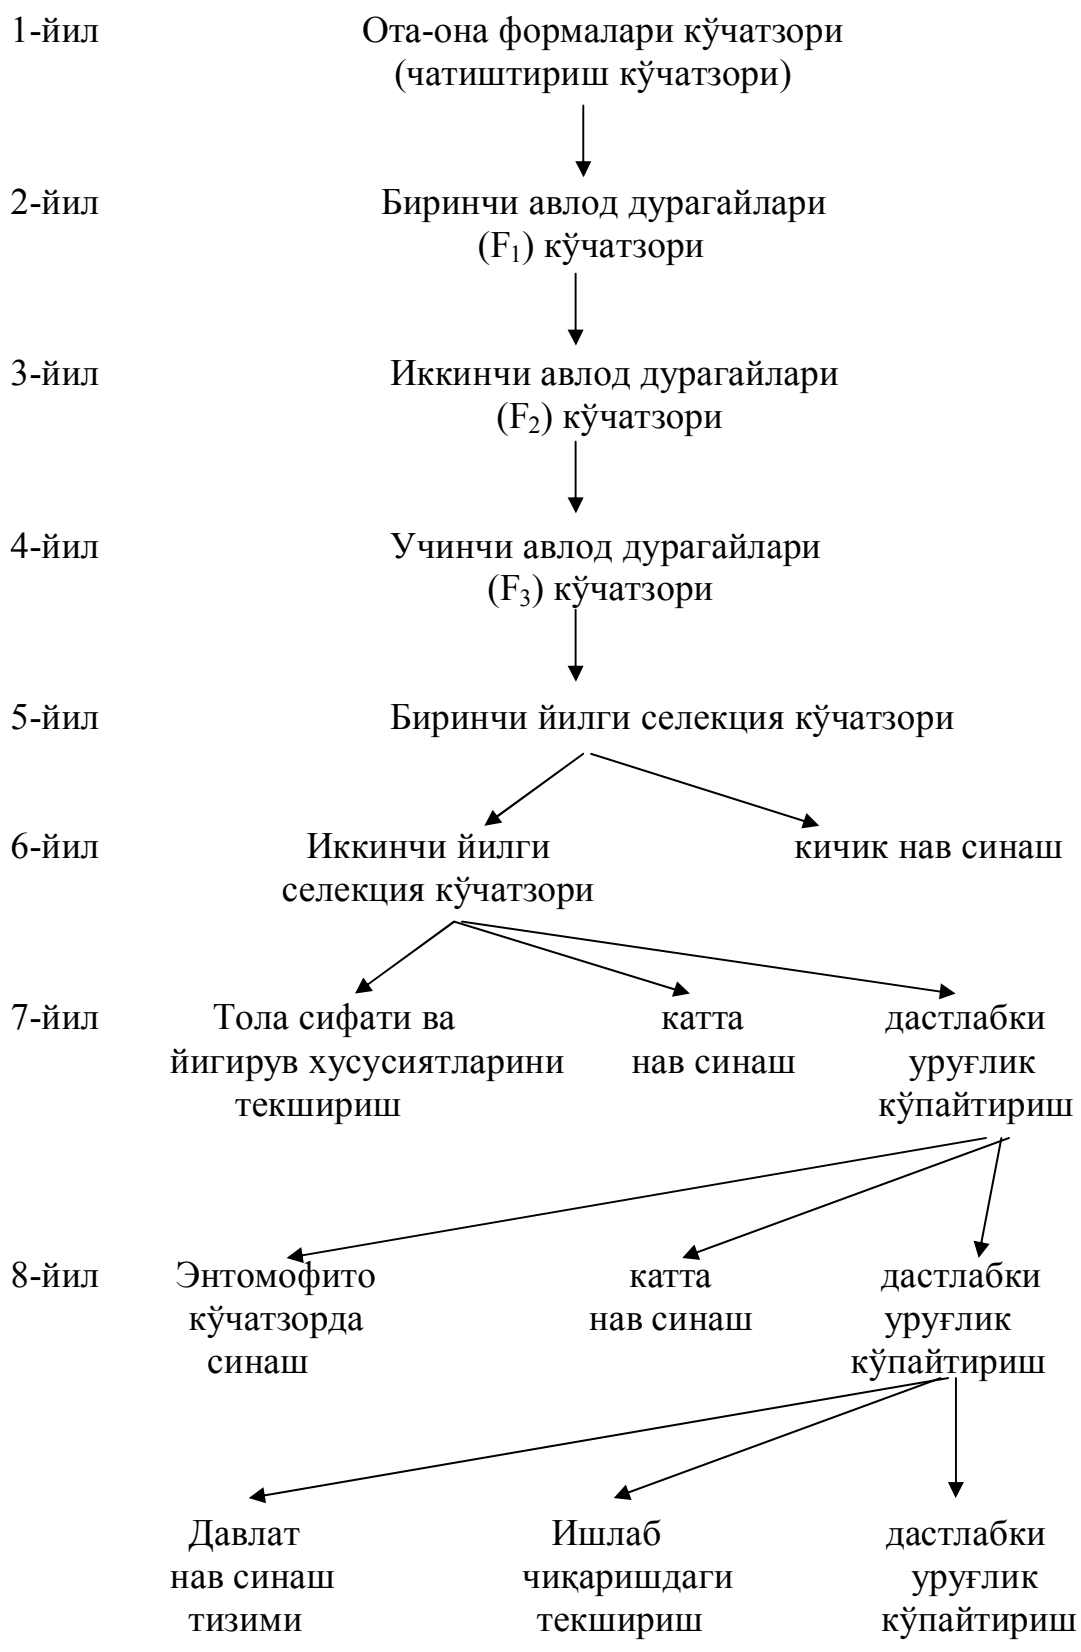 1-йил Ота-она формалари кўчатзори
(чатиштириш кўчатзори)
2-йил Биринчи авлод дурагайлари
(F₁) кўчатзори
3-йил Иккинчи авлод дурагайлари
(F₂) кўчатзори
4-йил Учинчи авлод дурагайлари
(F₃) кўчатзори
5-йил Биринчи йилги селекция кўчатзори
6-йил Иккинчи йилги кичик нав синаш
селекция кўчатзори
7-йил Тола сифати ва катта дастлабки
йигирув хусусиятларини нав синаш уруғлик
текшириш кўпайтириш
8-йил Энтомофито катта дастлабки
кўчатзорда нав синаш уруғлик
синаш кўпайтириш
Давлат Ишлаб дастлабки
нав синаш чиқаришдаги уруғлик
тизими текшириш кўпайтириш